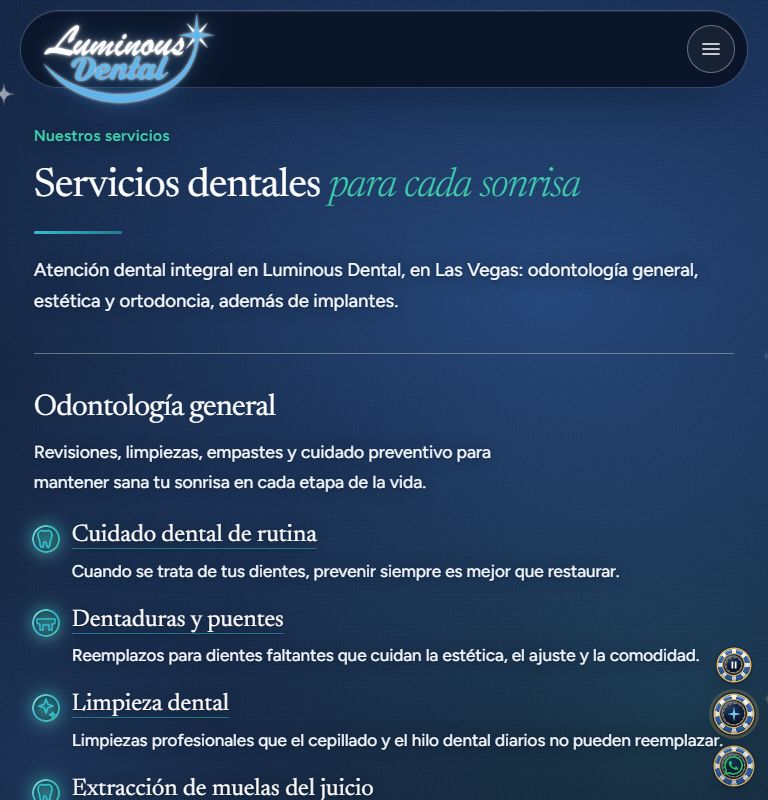 Luminous
Dental
Nuestros servicios
Servicios dentales para cada sonrisa
Atención dental integral en Luminous Dental, en Las Vegas: odontología general,
estética y ortodoncia, además de implantes.
Odontología general
Revisiones, limpiezas, empastes y cuidado preventivo para
mantener sana tu sonrisa en cada etapa de la vida.
Cuidado dental de rutina
Cuando se trata de tus dientes, prevenir siempre es mejor que restaurar.
Dentaduras y puentes
Reemplazos para dientes faltantes que cuidan la estética, el ajuste y la comodidad.
Limpieza dental
Limpiezas profesionales que el cepillado y el hilo dental diarios no pueden reemplazar.
Extracción de muelas del juicio